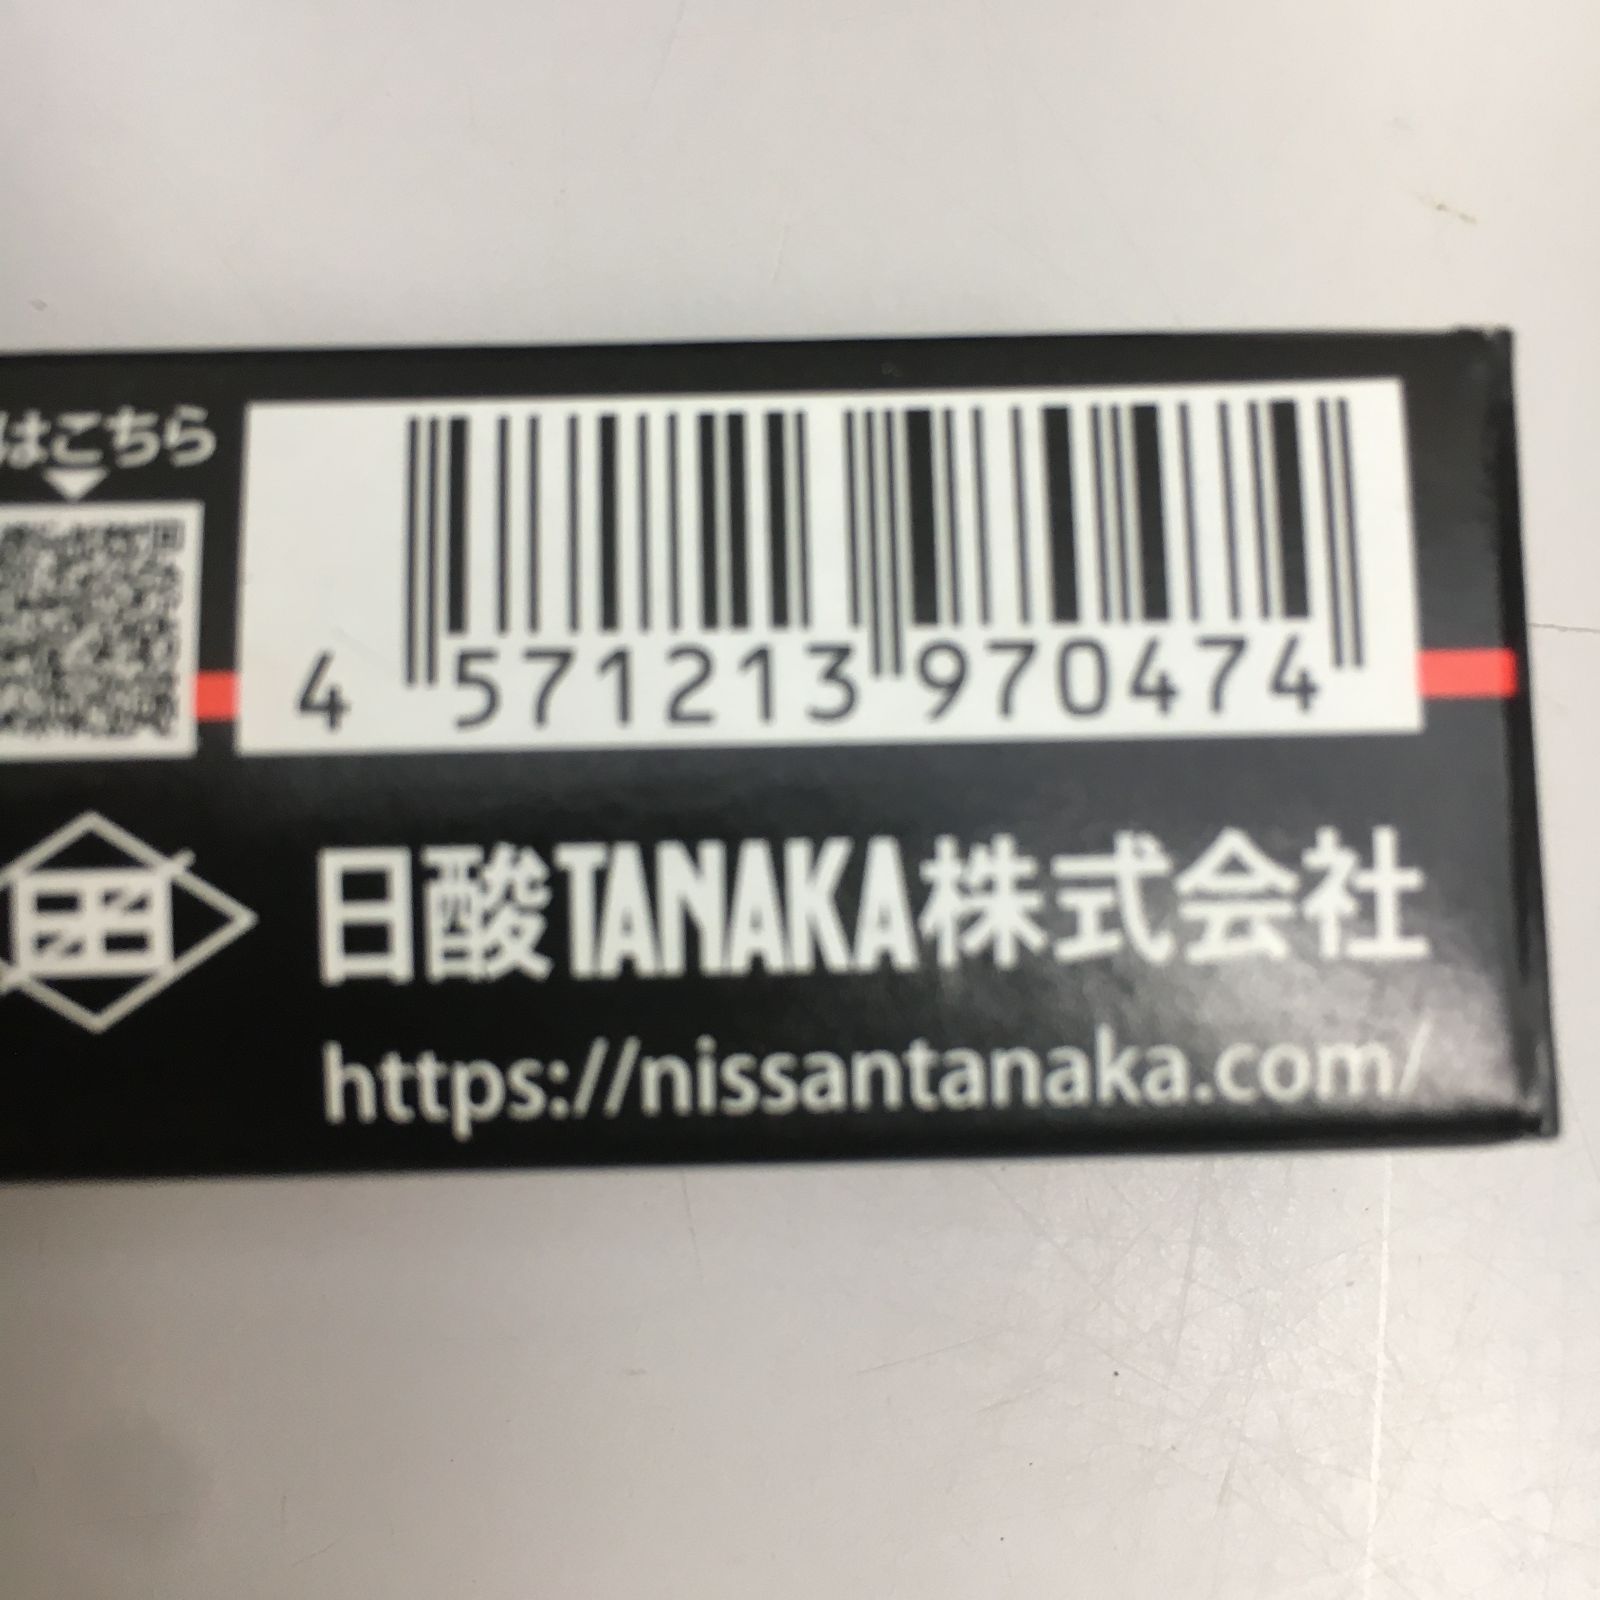 はこちら
4 571213 970474
日酸TANAKA株式会社
https://nissantanaka.com/